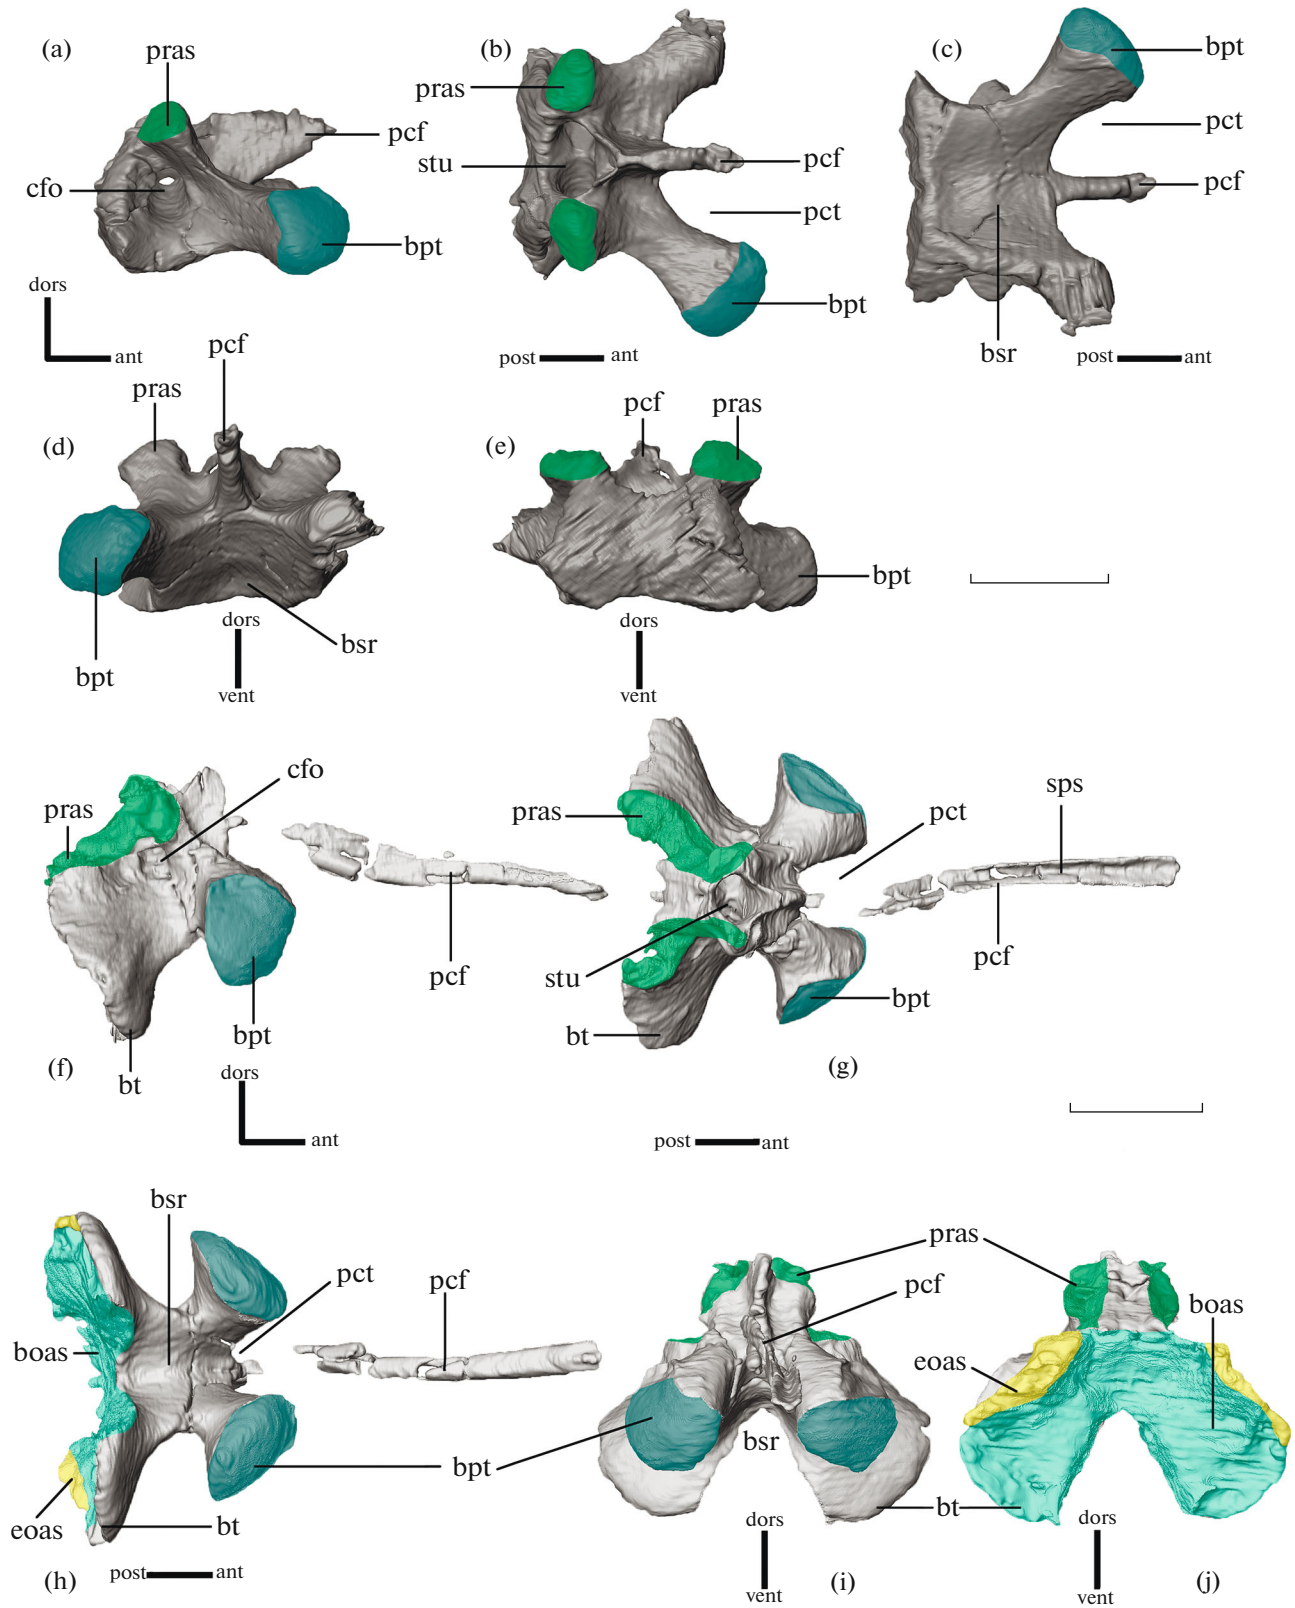 (a)
pras
pcf
cfo
bpt
dors
ant
(b)
pras
stu
pcf
pct
bpt
post
ant
(c)
bpt
pct
pcf
bsr
post
ant
(d)
pcf
pras
bpt
bsr
dors
vent
(e)
pcf
pras
bpt
dors
vent
cfo
pras
pcf
bpt
bt
(f)
dors
ant
sps
pras
pct
stu
pcf
bpt
bt
(g)
post
ant
bsr
pct
pcf
boas
bpt
eoas
bt
post
ant
(h)
pras
pcf
bsr
bt
dors
vent
(i)
boas
eoas
dors
vent
(j)